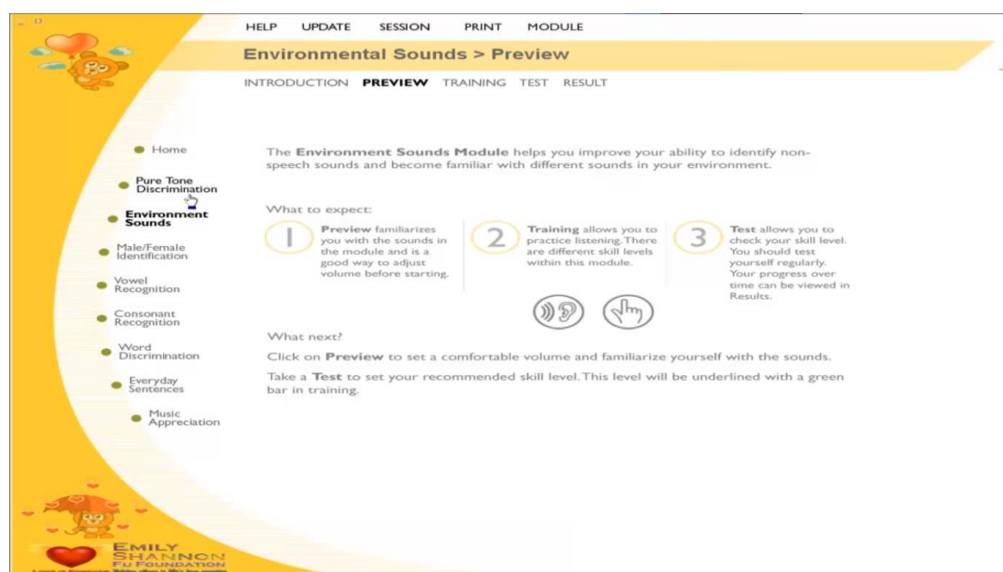 HELP UPDATE SESSION PRINT MODULE
Environmental Sounds > Preview
INTRODUCTION PREVIEW TRAINING TEST RESULT
Home
Pure Tone
Discrimination
Environment
Sounds
Male/Female
Identification
Vowel
Recognition
Consonant
Recognition
Word
Discrimination
Everyday
Sentences
Music
Appreciation
The Environment Sounds Module helps you improve your ability to identify non-
speech sounds and become familiar with different sounds in your environment.
What to expect:
1
Preview familiarizes
you with the sounds in
the module and is a
good way to adjust
volume before starting.
2
Training allows you to
practice listening. There
are different skill levels
within this module.
3
Test allows you to
check your skill level.
You should test
yourself regularly.
Your progress over
time can be viewed in
Results.
What next?
Click on Preview to set a comfortable volume and familiarize yourself with the sounds.
Take a Test to set your recommended skill level. This level will be underlined with a green
bar in training.
EMILY
SHANNON
FU FOUNDATION